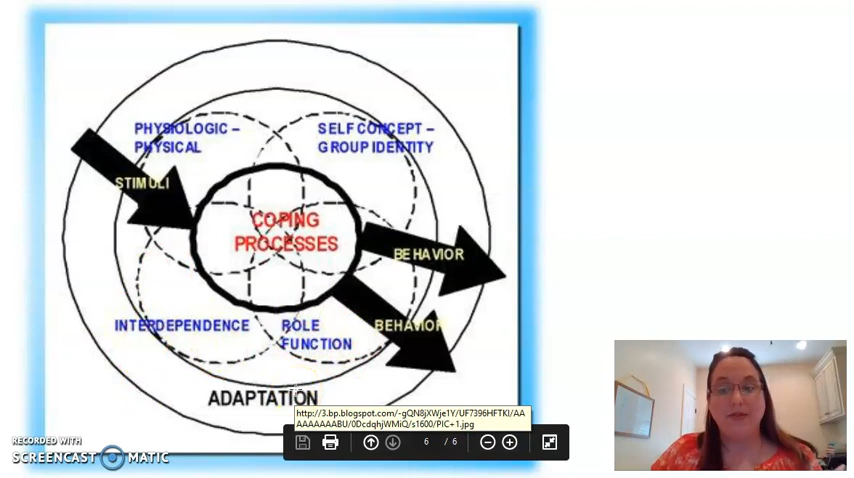 PHYSIOLOGIC –
PHYSICAL
SELF CONCEPT –
GROUP IDENTITY
STIMULI
COPING
PROCESSES
BEHAVIOR
INTERDEPENDENCE
ROLE
FUNCTION
BEHAVIOR
ADAPTATION
http://3.bp.blogspot.com/-gQN8jXWje1Y/UF7396HFTKI/AA
AAAAAAABU/0DcdqhjWMiQ/s1600/PIC+1.jpg
6 / 6
RECORDED WITH
SCREENCAST MATIC